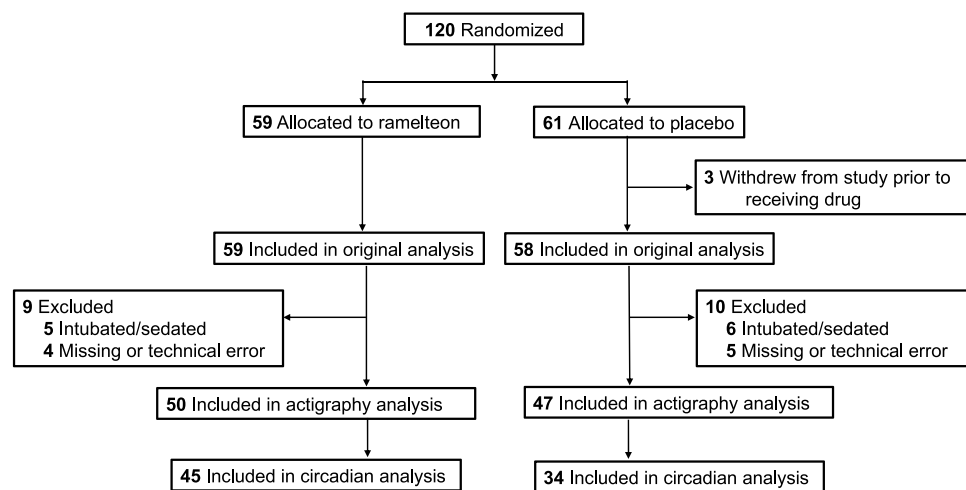 120 Randomized
59 Allocated to ramelteon
61 Allocated to placebo
3 Withdrew from study prior to
receiving drug
59 Included in original analysis
58 Included in original analysis
9 Excluded
5 Intubated/sedated
4 Missing or technical error
10 Excluded
6 Intubated/sedated
5 Missing or technical error
50 Included in actigraphy analysis
47 Included in actigraphy analysis
45 Included in circadian analysis
34 Included in circadian analysis